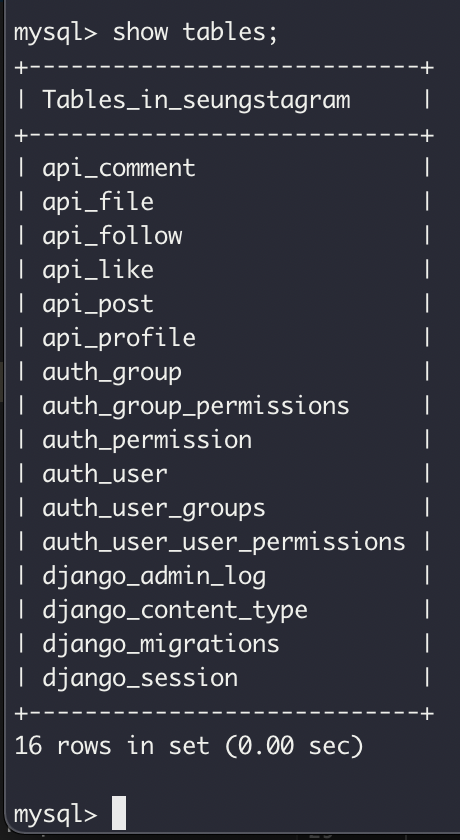 mysql> show tables;
+-----------------------------+
| Tables_in_seungstagram      |
+-----------------------------+
| api_comment                 |
| api_file                    |
| api_follow                  |
| api_like                    |
| api_post                    |
| api_profile                 |
| auth_group                  |
| auth_group_permissions      |
| auth_permission             |
| auth_user                   |
| auth_user_groups            |
| auth_user_user_permissions  |
| django_admin_log            |
| django_content_type         |
| django_migrations           |
| django_session              |
+-----------------------------+
16 rows in set (0.00 sec)
mysql>